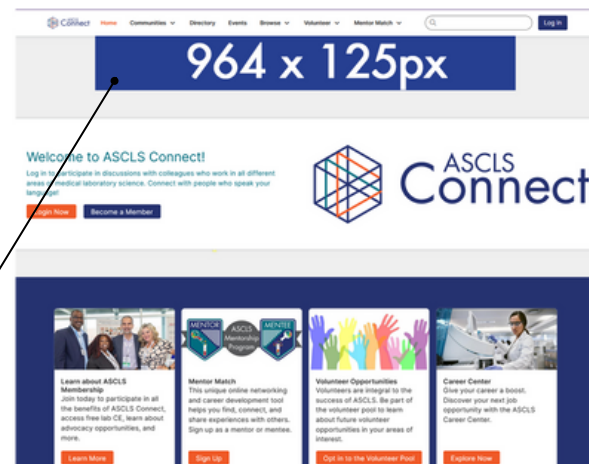 ASCLS
Connect
Home Communities Directory Events Browse Volunteer Mentor Match Log in
964 x 125px
Welcome to ASCLS Connect!
Log in to participate in discussions with colleagues who work in all different
areas of medical laboratory science. Connect with people who speak your
language!
Login Now Become a Member
ASCLS
Connect
MENTOR ASCLS Mentorship Program MENTEE
Learn about ASCLS
Membership
Join today to participate in all
the benefits of ASCLS Connect,
access free lab CE, learn about
advocacy opportunities, and
more.
Learn More
Mentor Match
This unique online networking
and career development tool
helps you find, connect, and
share experiences with others.
Sign up as a mentor or mentee.
Sign Up
Volunteer Opportunities
Volunteers are integral to the
success of ASCLS. Be part of
the volunteer pool to learn
about future volunteer
opportunities in your areas of
interest.
Opt in to the Volunteer Pool
Career Center
Give your career a boost.
Discover your next job
opportunity with the ASCLS
Career Center.
Explore Now